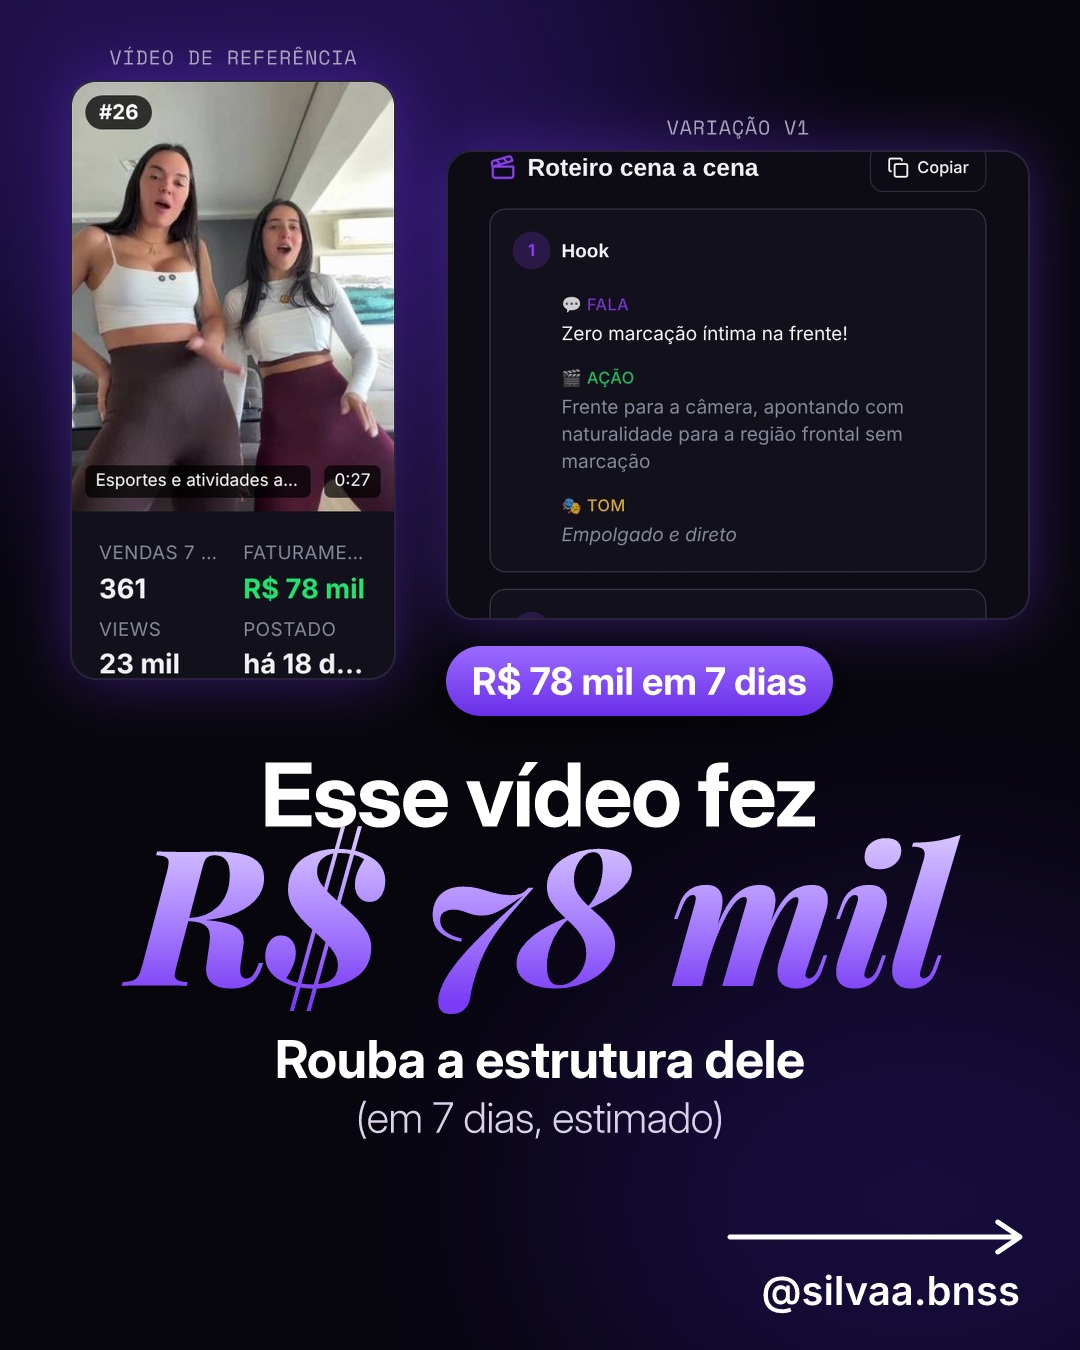 VÍDEO DE REFERÊNCIA
#26
Esportes e atividades a...
0:27
VENDAS 7 ...
FATURAME...
361
R$ 78 mil
VIEWS
POSTADO
23 mil
há 18 d...
VARIAÇÃO V1
Roteiro cena a cena
Copiar
1
Hook
FALA
Zero marcação íntima na frente!
AÇÃO
Frente para a câmera, apontando com
naturalidade para a região frontal sem
marcação
TOM
Empolgado e direto
R$ 78 mil em 7 dias
Esse vídeo fez
R$ 78 mil
Rouba a estrutura dele
(em 7 dias, estimado)
@silvaa.bnss